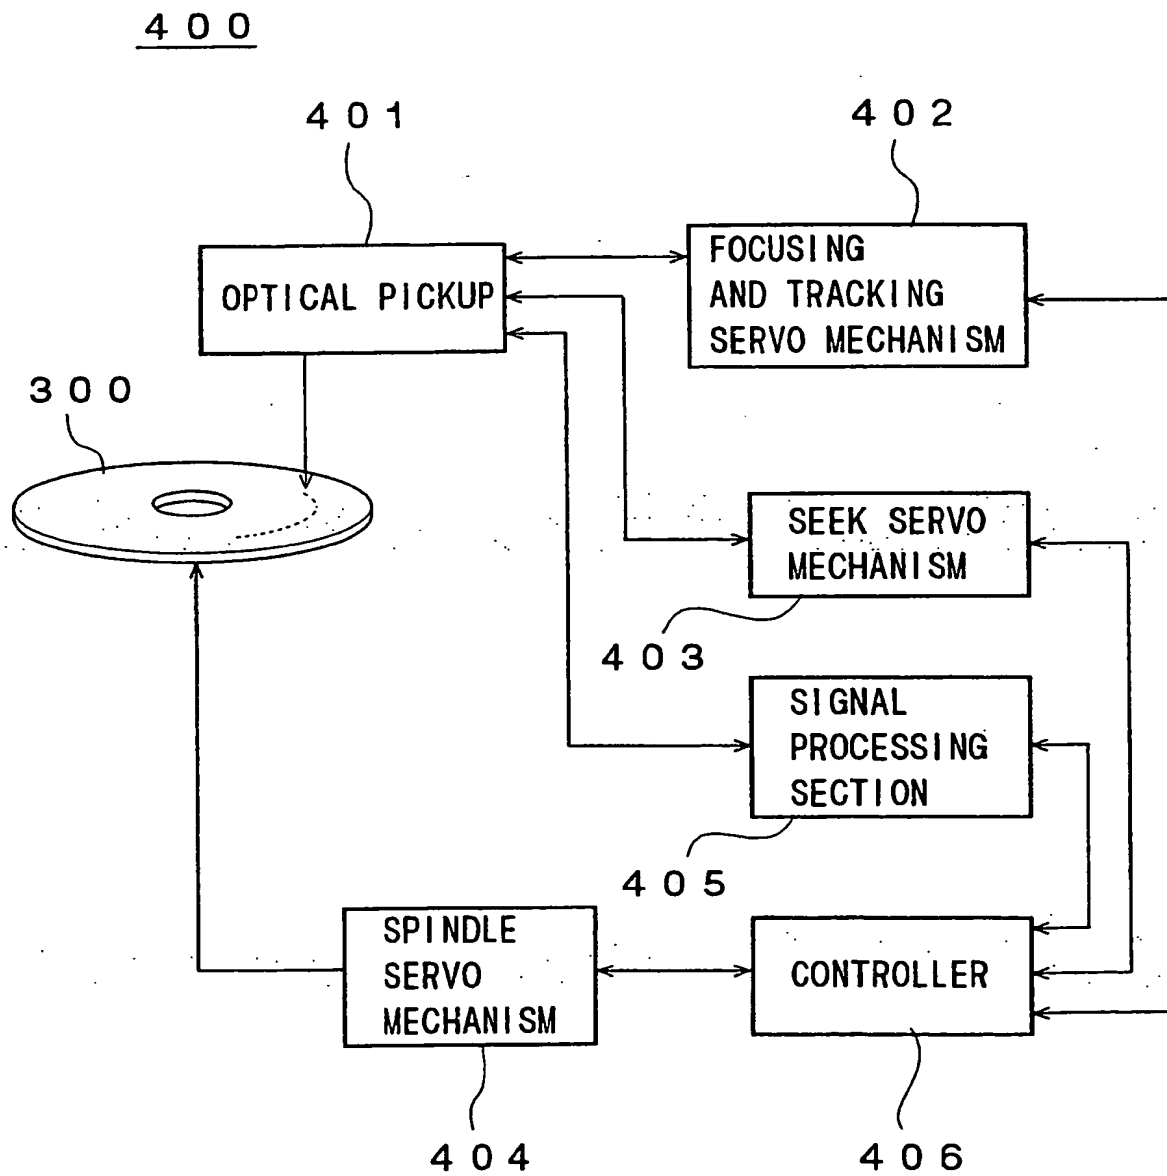 400
401
402
OPTICAL PICKUP
FOCUSING
AND TRACKING
SERVO MECHANISM
300
SEEK SERVO
MECHANISM
403
SIGNAL
PROCESSING
SECTION
405
SPINDLE
SERVO
MECHANISM
CONTROLLER
404
406